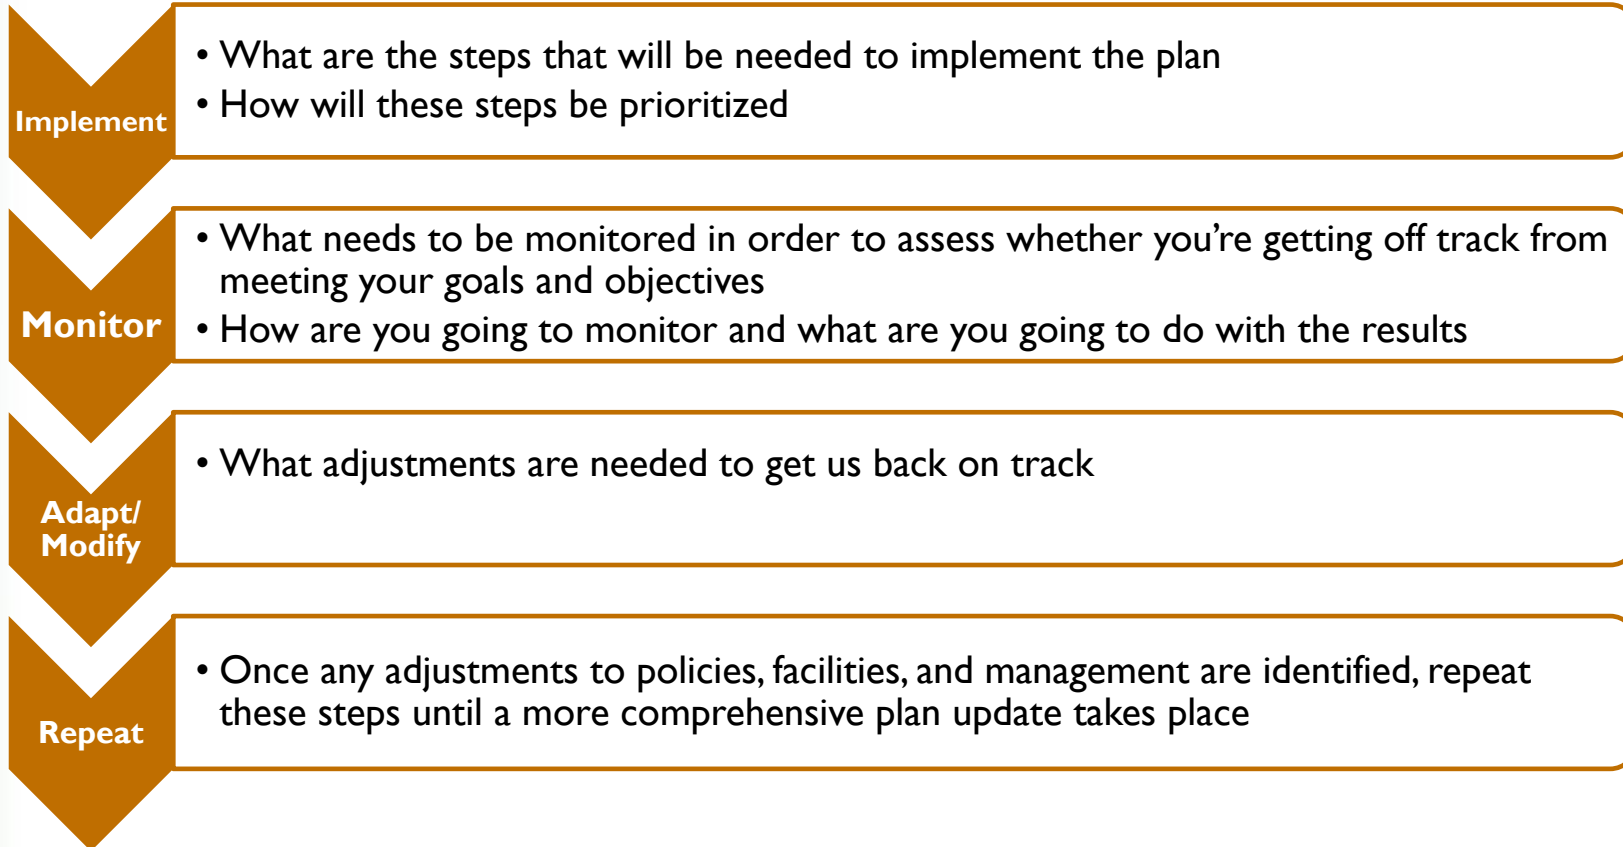 Implement
• What are the steps that will be needed to implement the plan
• How will these steps be prioritized
Monitor
• What needs to be monitored in order to assess whether you’re getting off track from
meeting your goals and objectives
• How are you going to monitor and what are you going to do with the results
Adapt/
Modify
• What adjustments are needed to get us back on track
Repeat
• Once any adjustments to policies, facilities, and management are identified, repeat
these steps until a more comprehensive plan update takes place